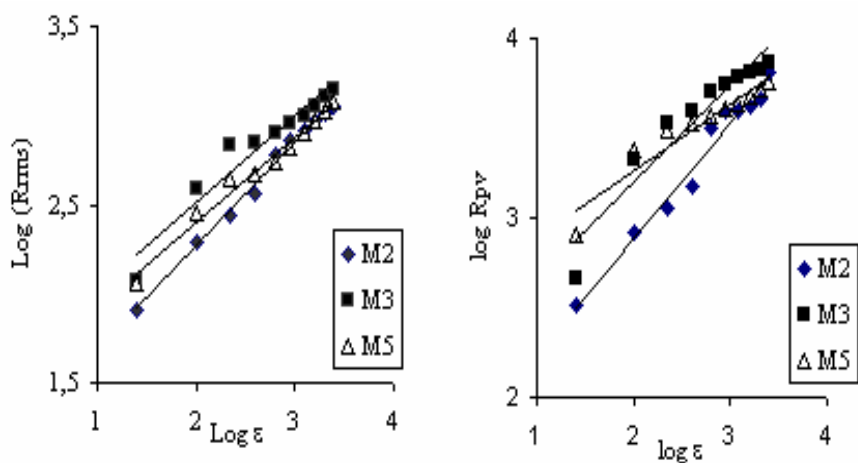 3,5
2,5
1,5
Log (Rrms)
M2
M3
M5
1 2 3 4
Log ε
4
3
2
log Rpv
M2
M3
M5
1 2 3 4
log ε